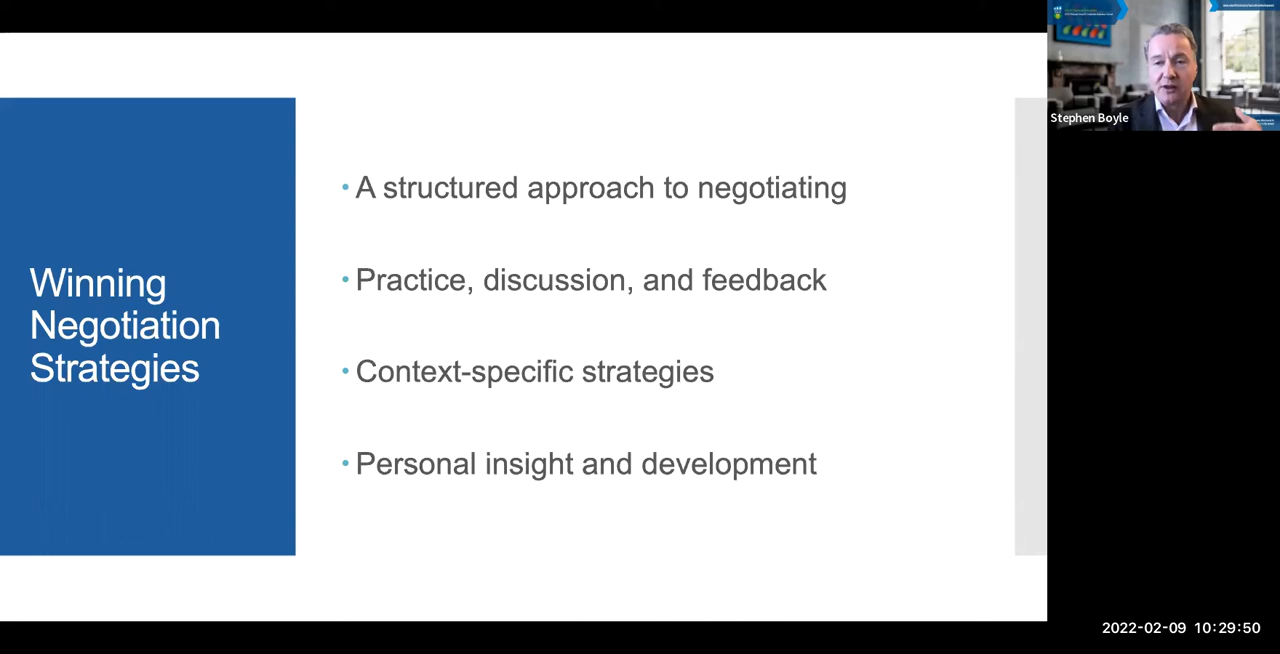 Winning
Negotiation
Strategies
• A structured approach to negotiating
• Practice, discussion, and feedback
• Context-specific strategies
• Personal insight and development
Stephen Boyle
2022-02-09 10:29:50